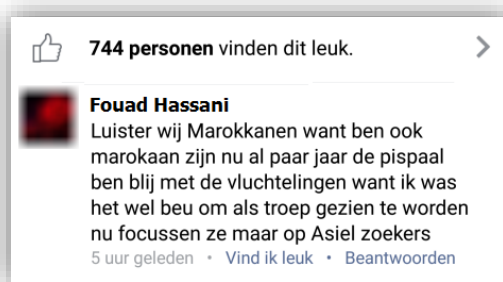 744 personen vinden dit leuk.
Fouad Hassani
Luister wij Marokkanen want ben ook
marokaan zijn nu al paar jaar de pispaal
ben blij met de vluchtelingen want ik was
het wel beu om als troep gezien te worden
nu focussen ze maar op Asiel zoekers
5 uur geleden • Vind ik leuk • Beantwoorden